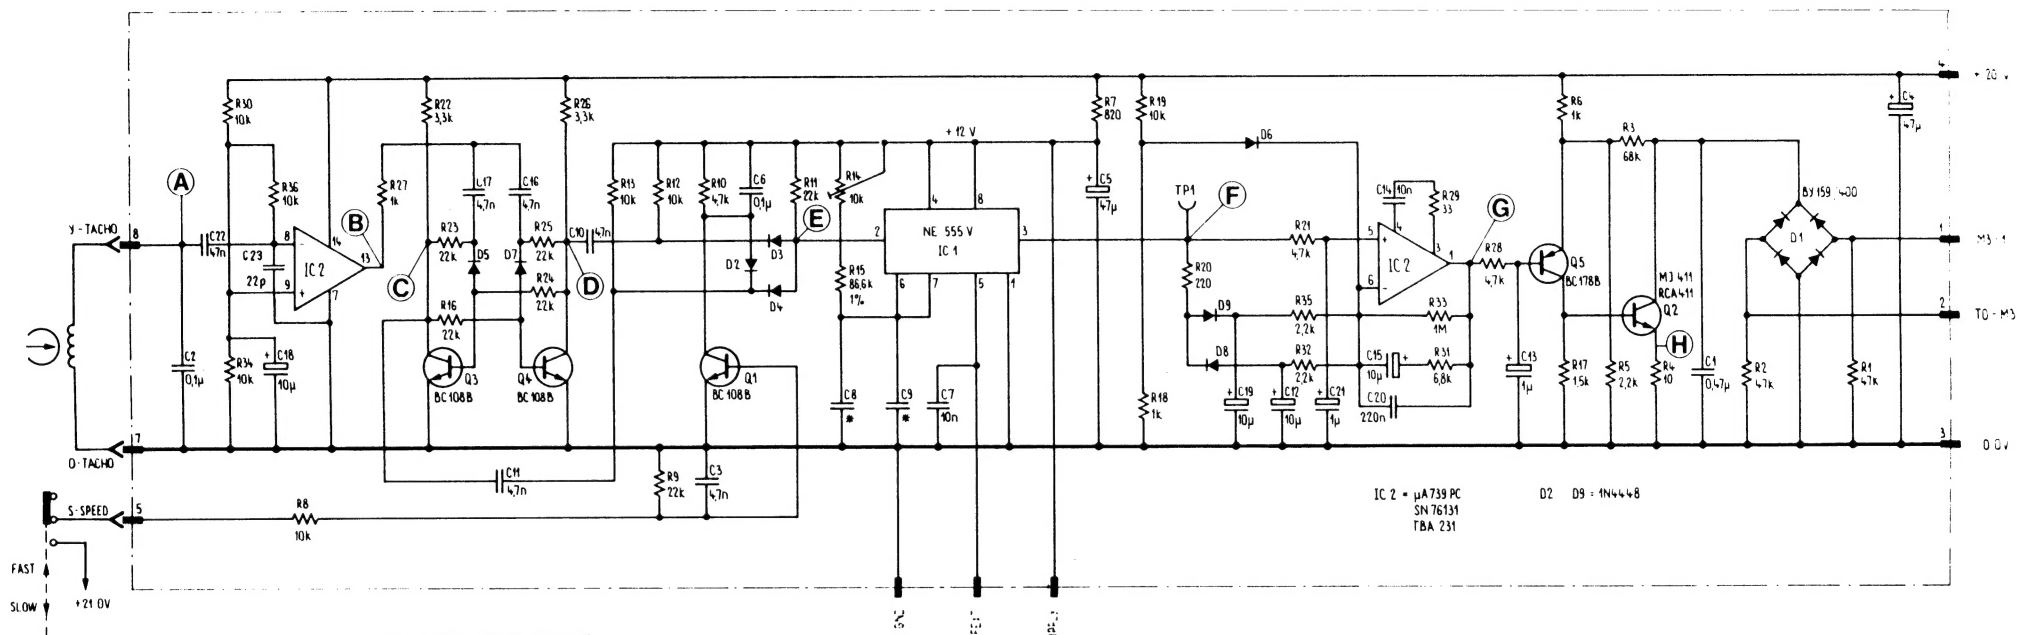 4 + 20 V
R30 10k
R22 3,3k
R26 3,3k
R7 820
R19 10k
R6 1k
C4 47µ
+ 12 V
D6
R3 68k
A
R36 10k
R27 1k
C17 4,7n
C16 4,7n
R13 10k
R12 10k
R10 4,7k
C6 0,1µ
R11 22k
R14 10k
C5 47µ
TP1
F
C14 10n
R29 33
G
BY159
400
B
E
Y-TACHO 8
C22 47n
8 14
R23 22k
R25 22k
C10 47n
D3
2
NE 555 V
IC 1
4 8
3
R21 4,7k
5 4
3
1
R28 4,7k
Q5
BC178B
D1
1
C23 22p
IC 2
13
9 7
C
D5
D7
D
R24 22k
D2
D4
R15 86,6k 1%
6 7 5 1
R20 220
IC 2
6
MJ 411
RCA411
Q2
2 TO-M3
R16 22k
D9
R35 2,2k
R33 1M
H
R34 10k
C18 10µ
C2 0,1µ
Q3
BC108B
Q4
BC108B
Q1
BC108B
D8
R32 2,2k
C15 10µ
R31 6,8k
C13 1µ
R17 1,5k
R5 2,2k
R4 10
C1 0,47µ
R2 47k
R1 47k
C8 *
C9 *
C7 10n
R18 1k
C19 10µ
C12 10µ
C21 1µ
C20 220n
7
0-TACHO
3
C11 4,7n
R9 22k
C3 4,7n
S-SPEED 5
R8 10k
IC 2 = µA739 PC
SN 76131
TBA 231
D2 D9 = 1N4448
FAST
SLOW